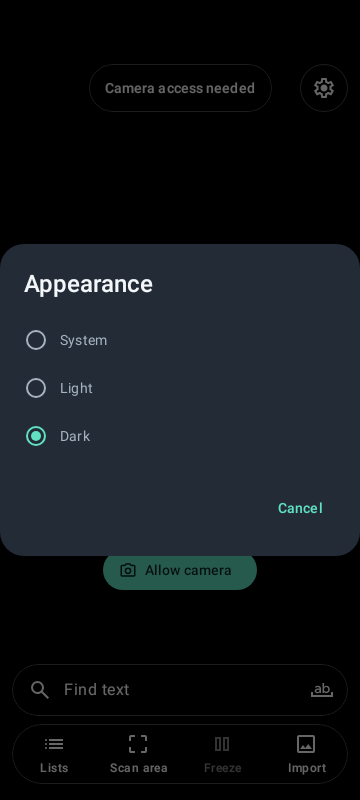 Camera access needed
Appearance
System
Light
Dark
Cancel
Allow camera
Find text
ab
Lists
Scan area
Freeze
Import